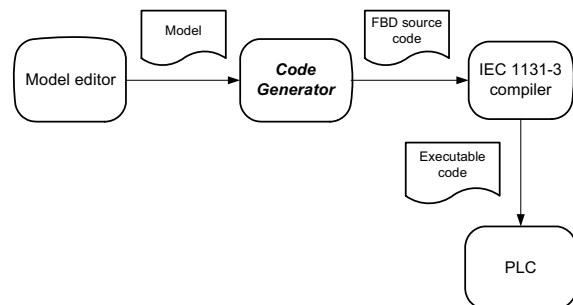 Model
FBD source
code
Model editor
Code
Generator
IEC 1131-3
compiler
Executable
code
PLC